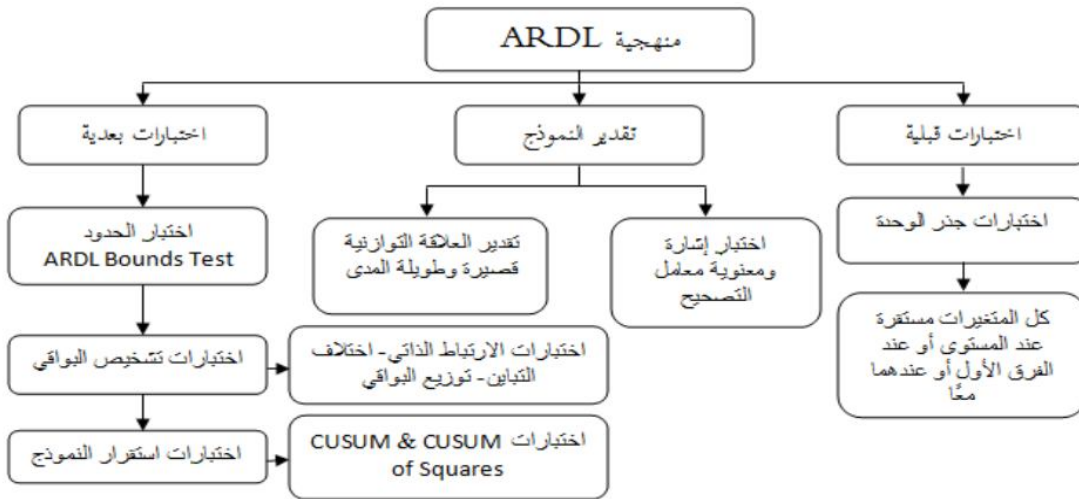 منهجية ARDL
اختبارات قبلية
تقدير النموذج
اختبارات بعدية
اختبارات جذر الوحدة
كل المتغيرات مستقرة
عند المستوى أو عند
الفرق الأول أو عندهما
معًا
اختبار إشارة
ومعنوية معامل
التصحيح
تقدير العلاقة التوازنية
قصيرة وطويلة المدى
اختبار الحدود
ARDL Bounds Test
اختبارات تشخيص البواقي
اختبارات الارتباط الذاتي- اختلاف
التباين- توزيع البواقي
اختبارات استقرار النموذج
اختبارات CUSUM & CUSUM
of Squares